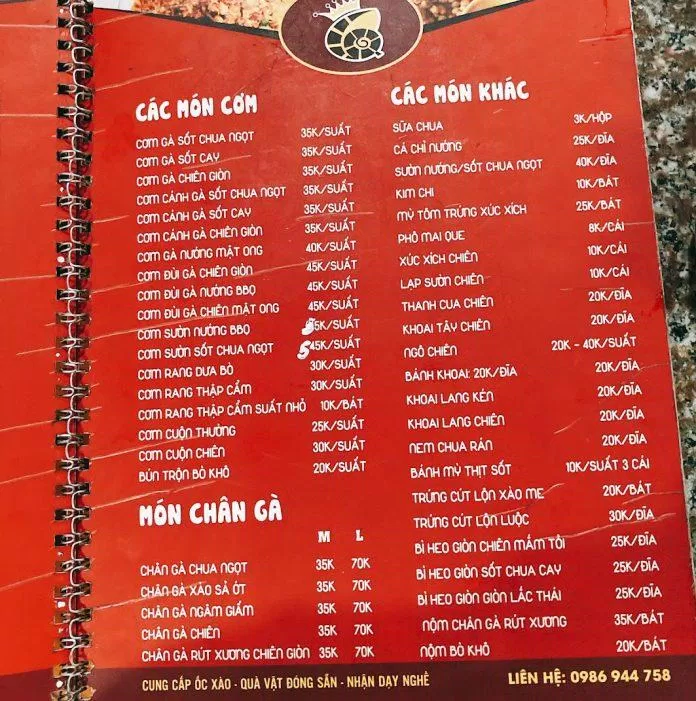 CÁC MÓN CƠM
CƠM GÀ SỐT CHUA NGỌT 35K/SUẤT
CƠM GÀ SỐT CAY 35K/SUẤT
CƠM GÀ CHIÊN GIÒN 35K/SUẤT
CƠM CÁNH GÀ SỐT CHUA NGỌT 35K/SUẤT
CƠM CÁNH GÀ SỐT CAY 35K/SUẤT
CƠM CÁNH GÀ CHIÊN GIÒN 35K/SUẤT
CƠM GÀ NƯỚNG MẬT ONG 40K/SUẤT
CƠM ĐÙI GÀ CHIÊN GIÒN 45K/SUẤT
CƠM ĐÙI GÀ NƯỚNG BBQ 45K/SUẤT
CƠM ĐÙI GÀ CHIÊN MẬT ONG 45K/SUẤT
CƠM SƯỜN NƯỚNG BBQ 5K/SUẤT
CƠM SƯỜN SỐT CHUA NGỌT 45K/SUẤT
CƠM RANG DƯA BÒ 30K/SUẤT
CƠM RANG THẬP CẨM 30K/SUẤT
CƠM RANG THẬP CẨM SUẤT NHỎ 10K/BÁT
CƠM CUỘN THƯỜNG 25K/SUẤT
CƠM CUỘN CHIÊN 30K/SUẤT
BÚN TRỘN BÒ KHÔ 20K/SUẤT
MÓN CHÂN GÀ
M L
CHÂN GÀ CHUA NGỌT 35K 70K
CHÂN GÀ XÀO SẢ ỚT 35K 70K
CHÂN GÀ NGÂM GIẤM 35K 70K
CHÂN GÀ CHIÊN 35K 70K
CHÂN GÀ RÚT XƯƠNG CHIÊN GIÒN 35K 70K
CÁC MÓN KHÁC
SỮA CHUA 3K/HỘP
CÁ CHỈ NƯỚNG 25K/ĐĨA
SƯỜN NƯỚNG/SỐT CHUA NGỌT 40K/ĐĨA
KIM CHI 10K/BÁT
MỲ TÔM TRỨNG XÚC XÍCH 25K/BÁT
PHÔ MAI QUE 8K/CÁI
XÚC XÍCH CHIÊN 10K/CÁI
LẠP SƯỜN CHIÊN 10K/CÁI
THANH CUA CHIÊN 20K/ĐĨA
KHOAI TÂY CHIÊN 20K/ĐĨA
NGÔ CHIÊN 20K - 40K/SUẤT
BÁNH KHOAI: 20K/ĐĨA 20K/ĐĨA
KHOAI LANG KÉN 20K/ĐĨA
KHOAI LANG CHIÊN 20K/ĐĨA
NEM CHUA RÁN 20K/ĐĨA
BÁNH MỲ THỊT SỐT 10K/SUẤT 3 CÁI
TRỨNG CÚT LỘN XÀO ME 20K/BÁT
TRỨNG CÚT LỘN LUỘC 30K/ĐĨA
BÌ HEO GIÒN CHIÊN MẮM TỎI 25K/ĐĨA
BÌ HEO GIÒN SỐT CHUA CAY 25K/ĐĨA
BÌ HEO GIÒN GIÒN LẮC THÁI 25K/ĐĨA
NỘM CHÂN GÀ RÚT XƯƠNG 35K/BÁT
NỘM BÒ KHÔ 20K/BÁT
CUNG CẤP ỐC XÀO - QUÀ VẶT ĐÓNG SẴN - NHẬN DẠY NGHỀ
LIÊN HỆ: 0986 944 758